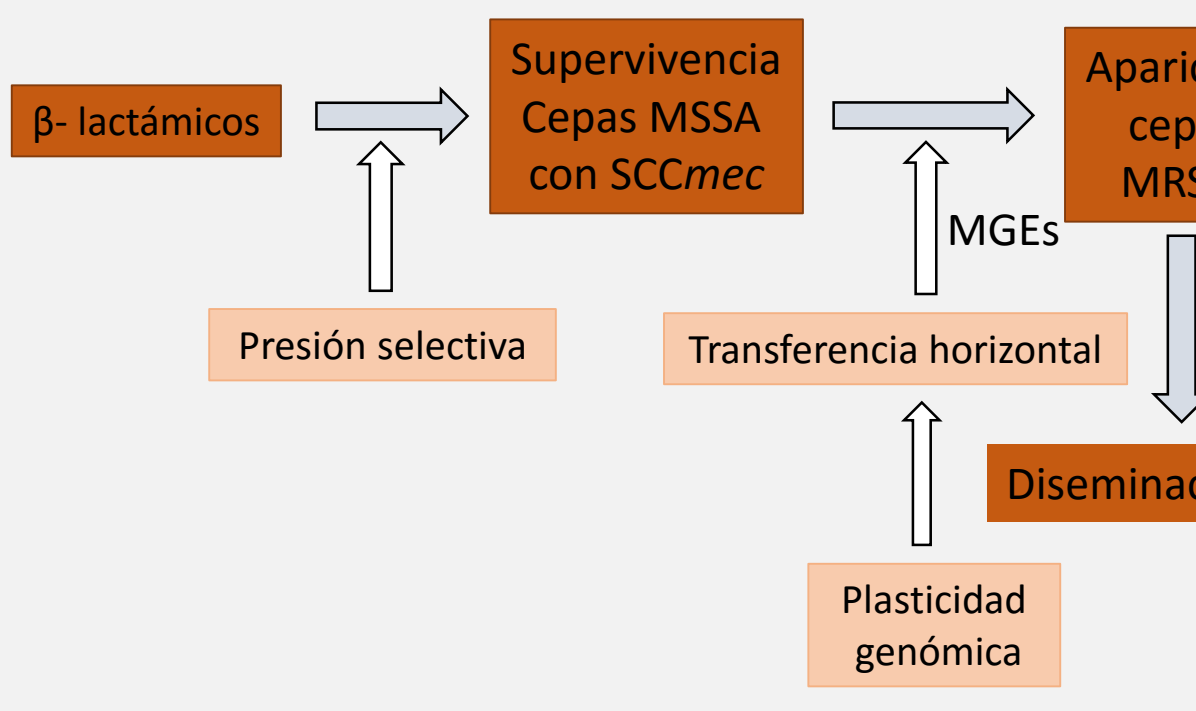 β- lactámicos
Supervivencia
Cepas MSSA
con SCCmec
MGEs
Presión selectiva
Transferencia horizontal
Plasticidad
genómica